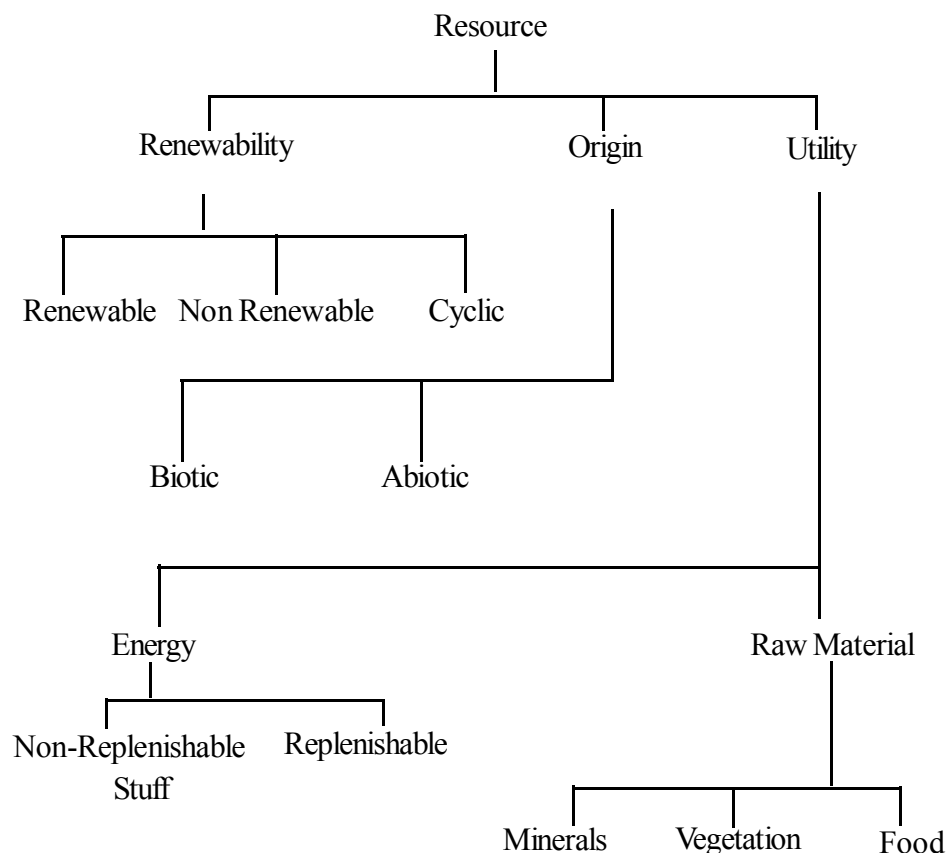 Resource
Renewability Origin Utility
Renewable Non Renewable Cyclic
Biotic Abiotic
Energy Raw Material
Non-Replenishable Replenishable
Stuff
Minerals Vegetation Food